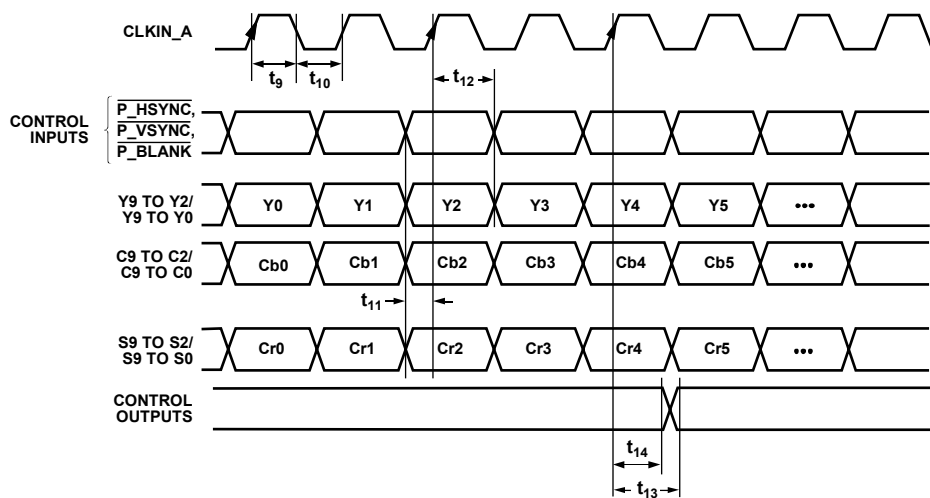 CLKIN_A
t9
t10
t12
CONTROL INPUTS
P_HSYNC,
P_VSYNC,
P_BLANK
Y9 TO Y2/
Y9 TO Y0
Y0 Y1 Y2 Y3 Y4 Y5 •••
C9 TO C2/
C9 TO C0
Cb0 Cb1 Cb2 Cb3 Cb4 Cb5 •••
t11
S9 TO S2/
S9 TO S0
Cr0 Cr1 Cr2 Cr3 Cr4 Cr5 •••
CONTROL
OUTPUTS
t14
t13